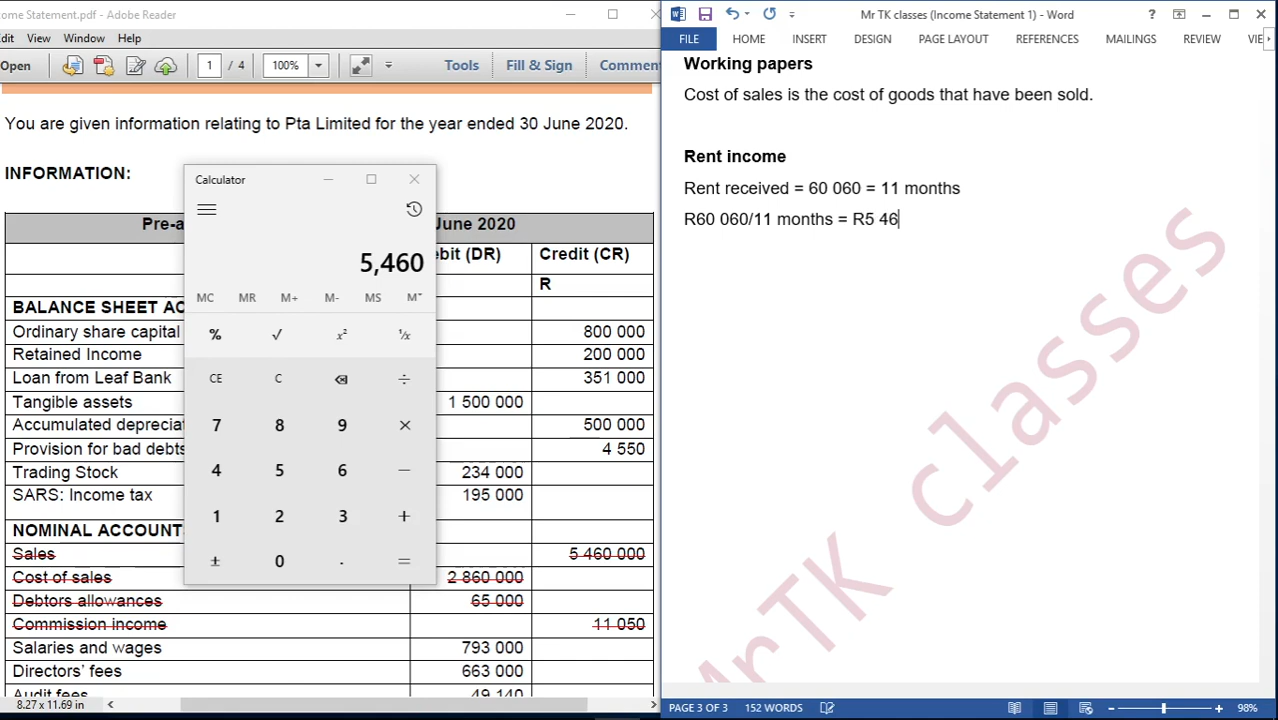 ome Statement.pdf - Adobe Reader
dit View Window Help
Open 1 / 4 100% Tools Fill & Sign Comment
You are given information relating to Pta Limited for the year ended 30 June 2020.
INFORMATION:
Pre-a June 2020
ebit (DR) Credit (CR)
R
BALANCE SHEET AC
Ordinary share capital 800 000
Retained Income 200 000
Loan from Leaf Bank 351 000
Tangible assets 1 500 000
Accumulated deprecia 500 000
Provision for bad debts 4 550
Trading Stock 234 000
SARS: Income tax 195 000
NOMINAL ACCOUNT
Sales 5 460 000
Cost of sales 2 860 000
Debtors allowances 65 000
Commission income 11 050
Salaries and wages 793 000
Directors' fees 663 000
Audit fees 49 140
8.27 x 11.69 in
Calculator
5,460
MC MR M+ M- MS M˅
% √ x² ¹/x
CE C ⌫ ÷
7 8 9 ×
4 5 6 −
1 2 3 +
± 0 . =
Mr TK classes (Income Statement 1) - Word
FILE HOME INSERT DESIGN PAGE LAYOUT REFERENCES MAILINGS REVIEW VIE
Working papers
Cost of sales is the cost of goods that have been sold.
Rent income
Rent received = 60 060 = 11 months
R60 060/11 months = R5 46
MrTK classes
PAGE 3 OF 3 152 WORDS 98%